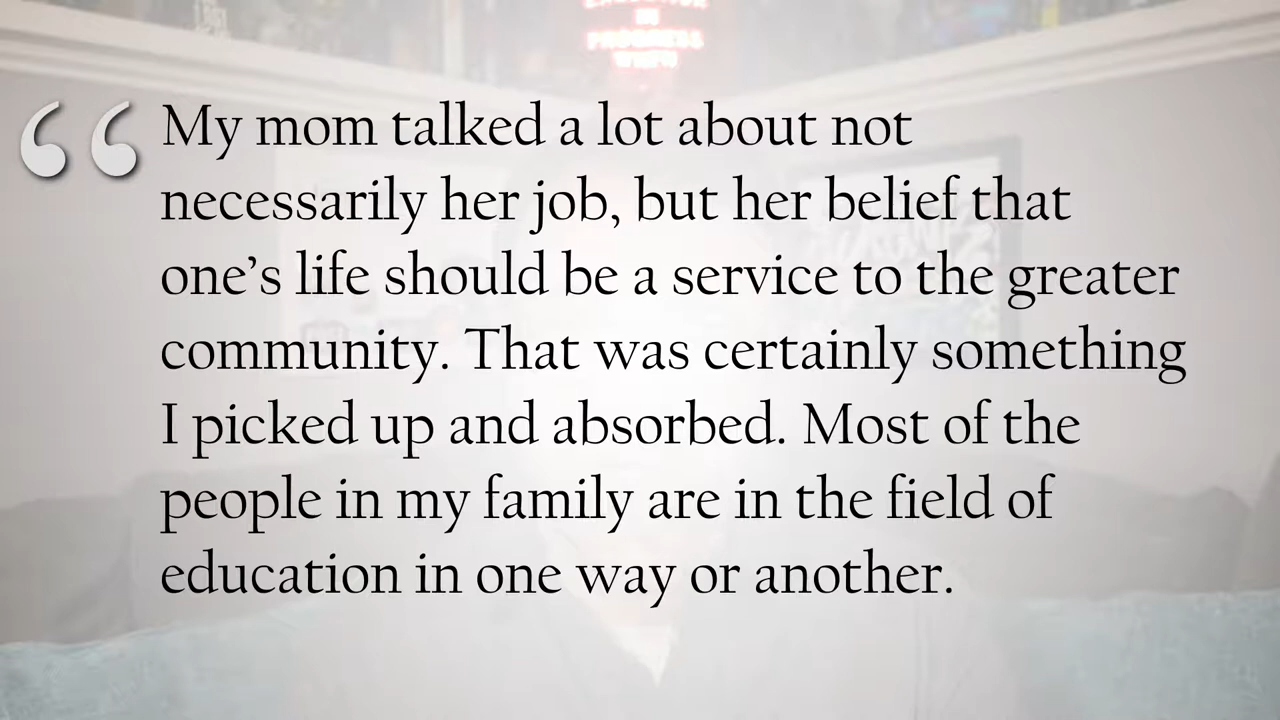 IN
PROGRESS
“My mom talked a lot about not
necessarily her job, but her belief that
one’s life should be a service to the greater
community. That was certainly something
I picked up and absorbed. Most of the
people in my family are in the field of
education in one way or another.